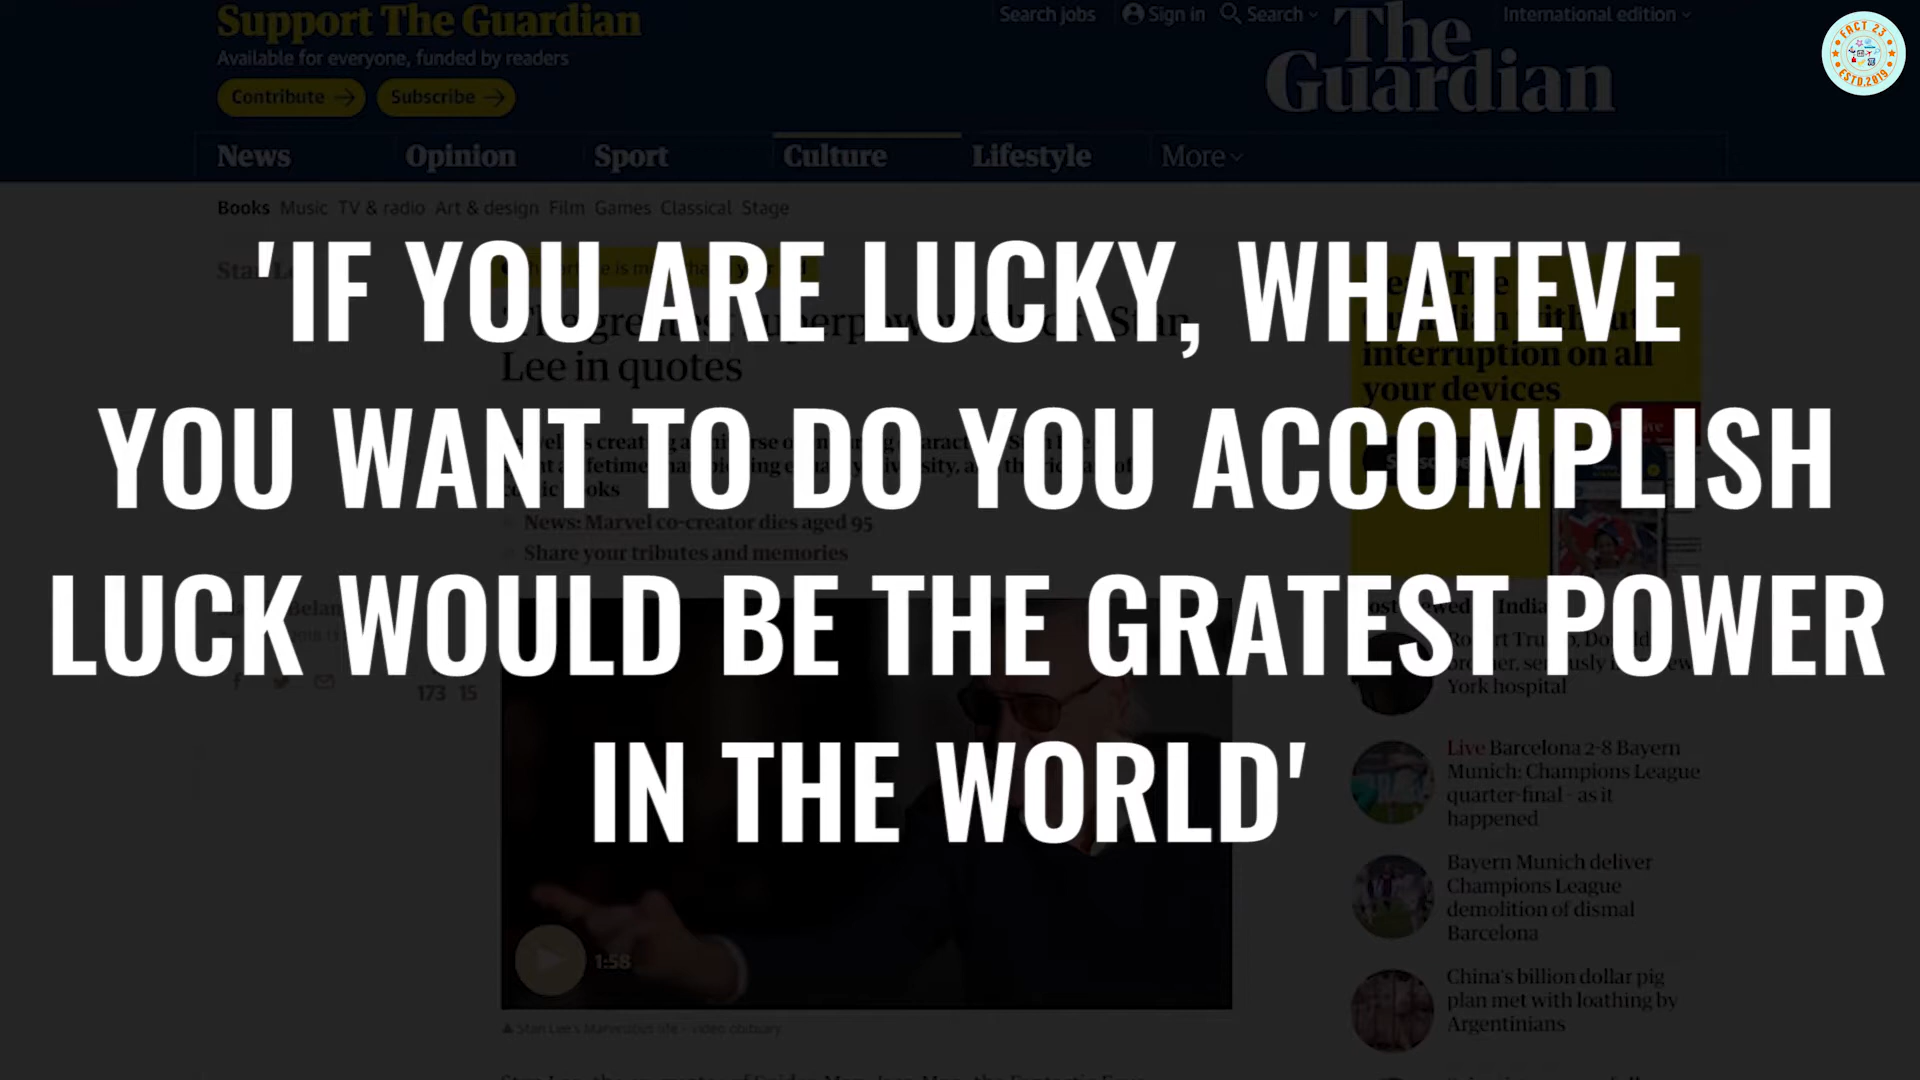 Support The Guardian
Available for everyone, funded by readers
Contribute
Subscribe
Search jobs
Sign in
Search
International edition
The
Guardian
FACT 23
ESTD.2019
News
Opinion
Sport
Culture
Lifestyle
More
Books Music TV & radio Art & design Film Games Classical Stage
'IF YOU ARE LUCKY, WHATEVE
YOU WANT TO DO YOU ACCOMPLISH
LUCK WOULD BE THE GRATEST POWER
IN THE WORLD'
Lee in quotes
News: Marvel co-creator dies aged 95
Share your tributes and memories
173 15
1:58
Stan Lee's Marvellous life - video obituary
interruption on all
your devices
York hospital
Live Barcelona 2-8 Bayern
Munich: Champions League
quarter-final - as it
happened
Bayern Munich deliver
Champions League
demolition of dismal
Barcelona
China's billion dollar pig
plan met with loathing by
Argentinians